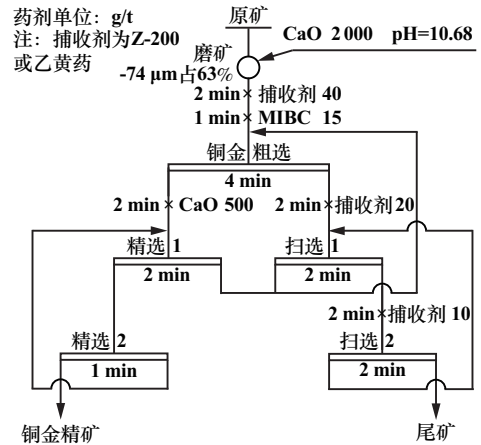 药剂单位：g/t
注：捕收剂为Z-200
或乙黄药
原矿
CaO 2 000 pH=10.68
磨矿
-74 μm占63%
2 min 捕收剂 40
1 min MIBC 15
铜金粗选
4 min
2 min CaO 500
2 min 捕收剂20
精选 1
2 min
扫选 1
2 min
2 min 捕收剂 10
精选 2
1 min
扫选 2
2 min
铜金精矿
尾矿